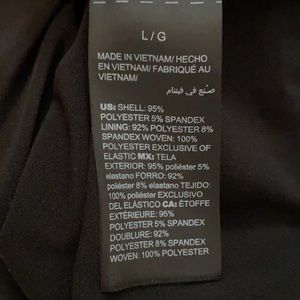 L/G
MADE IN VIETNAM/ HECHO
EN VIETNAM/ FABRIQUÉ AU
VIETNAM/
صنع في فيتنام
US: SHELL: 95%
POLYESTER 5% SPANDEX
LINING: 92% POLYESTER 8%
SPANDEX WOVEN: 100%
POLYESTER EXCLUSIVE OF
ELASTIC MX: TELA
EXTERIOR: 95% poliéster 5%
elastano FORRO: 92%
poliéster 8% elastano TEJIDO:
100% poliéster EXCLUSIVO
DEL ELÁSTICO CA: ÉTOFFE
EXTÉRIEURE: 95%
POLYESTER 5% SPANDEX
DOUBLURE: 92%
POLYESTER 8% SPANDEX
WOVEN: 100% POLYESTER